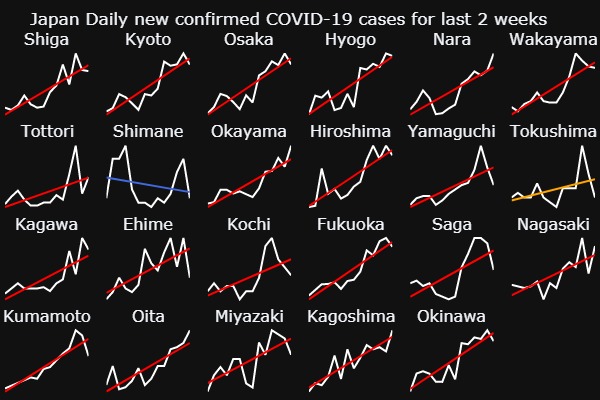 Japan Daily new confirmed COVID-19 cases for last 2 weeks
Shiga Kyoto Osaka Hyogo Nara Wakayama
Tottori Shimane Okayama Hiroshima Yamaguchi Tokushima
Kagawa Ehime Kochi Fukuoka Saga Nagasaki
Kumamoto Oita Miyazaki Kagoshima Okinawa